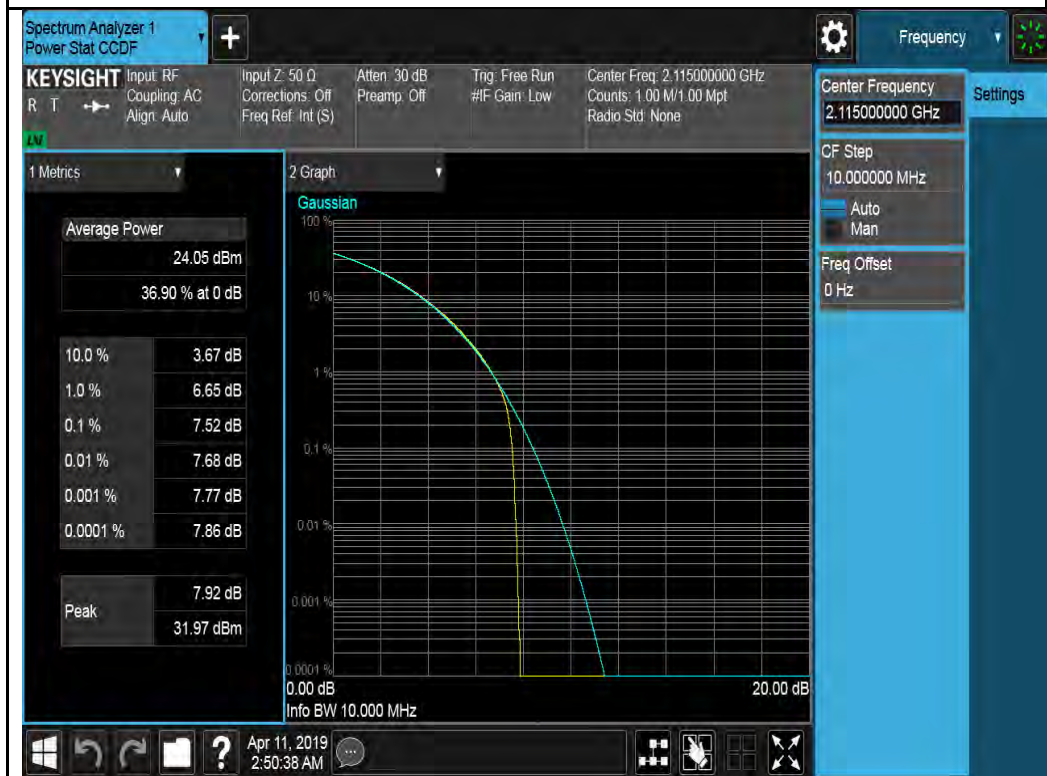 Spectrum Analyzer 1
Power Stat CCDF
+
Frequency
KEYSIGHT
R T
LV
Input: RF
Coupling: AC
Align: Auto
Input Z: 50 Ω
Corrections: Off
Freq Ref: Int (S)
Atten: 30 dB
Preamp: Off
Trig: Free Run
#IF Gain: Low
Center Freq: 2.115000000 GHz
Counts: 1.00 M/1.00 Mpt
Radio Std: None
Center Frequency
2.115000000 GHz
Settings
CF Step
10.000000 MHz
Auto
Man
Freq Offset
0 Hz
1 Metrics
Average Power
24.05 dBm
36.90 % at 0 dB
10.0 % 3.67 dB
1.0 % 6.65 dB
0.1 % 7.52 dB
0.01 % 7.68 dB
0.001 % 7.77 dB
0.0001 % 7.86 dB
Peak
7.92 dB
31.97 dBm
2 Graph
Gaussian
100 %
10 %
1 %
0.1 %
0.01 %
0.001 %
0.0001 %
0.00 dB 20.00 dB
Info BW 10.000 MHz
?
Apr 11, 2019
2:50:38 AM